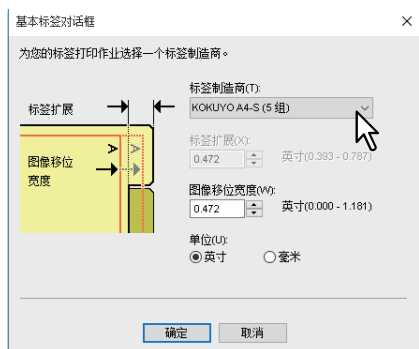 基本标签对话框
为您的标签打印作业选择一个标签制造商。
标签制造商(T):
KOKUYO A4-S (5 组)
标签扩展
标签扩展(X):
0.472 英寸(0.393 - 0.787)
A A
图像移位
宽度
图像移位宽度(W):
0.472 英寸(0.000 - 1.181)
单位(U):
英寸 毫米
确定 取消